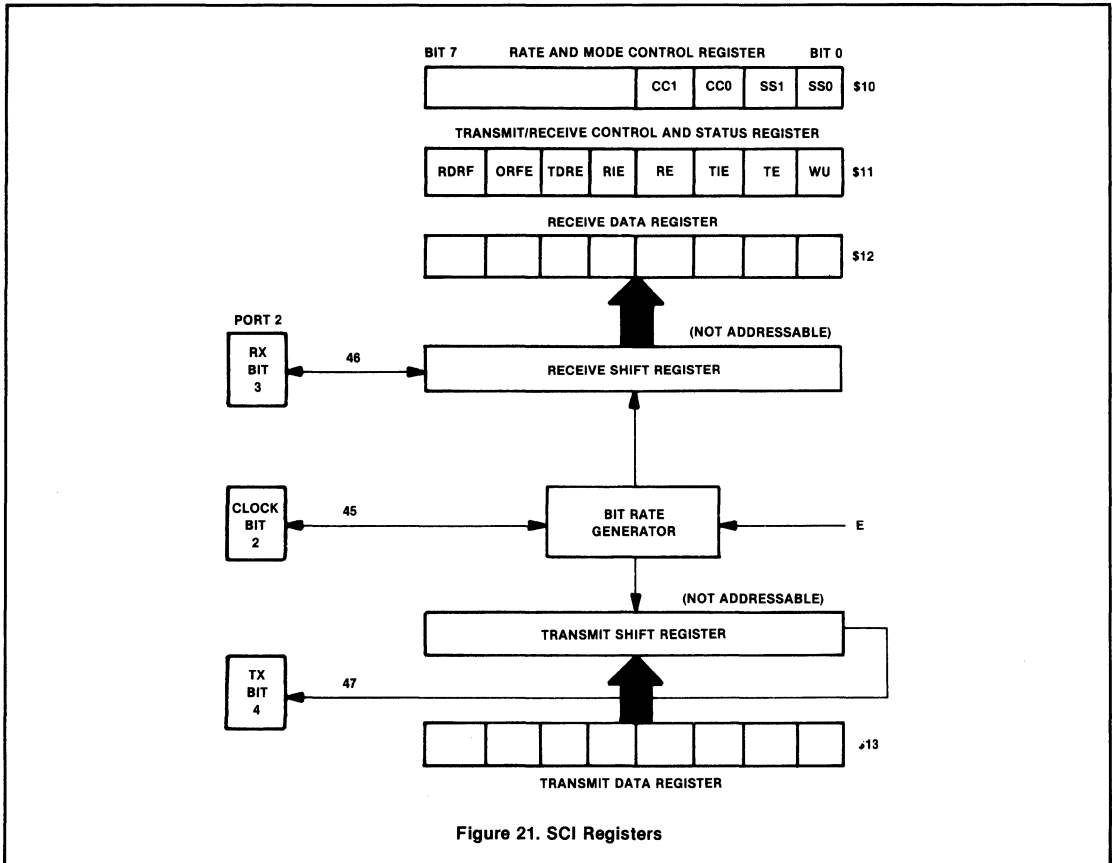 BIT 7 RATE AND MODE CONTROL REGISTER BIT 0
CC1 CC0 SS1 SS0 $10
TRANSMIT/RECEIVE CONTROL AND STATUS REGISTER
RDRF ORFE TDRE RIE RE TIE TE WU $11
RECEIVE DATA REGISTER
$12
PORT 2
(NOT ADDRESSABLE)
RX
BIT
3
46
RECEIVE SHIFT REGISTER
CLOCK
BIT
2
45
BIT RATE
GENERATOR
E
(NOT ADDRESSABLE)
TRANSMIT SHIFT REGISTER
TX
BIT
4
47
$13
TRANSMIT DATA REGISTER
Figure 21. SCI Registers